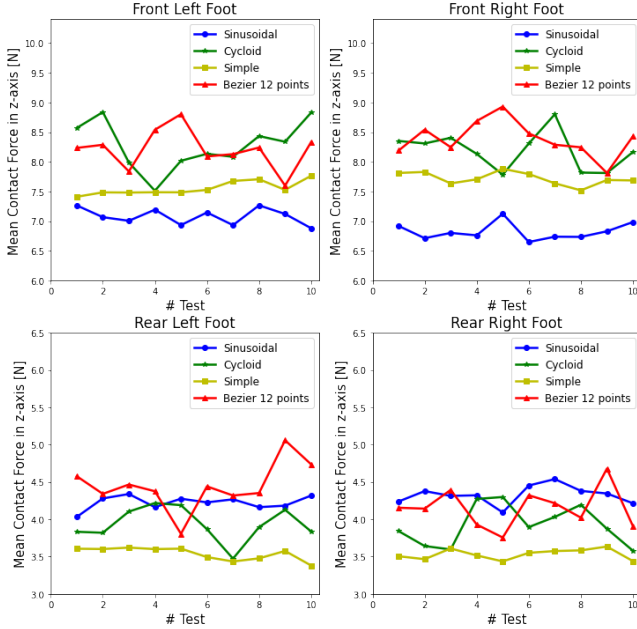 Front Left Foot
Mean Contact Force in z-axis [N]
10.0
9.5
9.0
8.5
8.0
7.5
7.0
6.5
6.0
0 2 4 6 8 10
# Test
Sinusoidal
Cycloid
Simple
Bezier 12 points
Front Right Foot
Mean Contact Force in z-axis [N]
10.0
9.5
9.0
8.5
8.0
7.5
7.0
6.5
6.0
0 2 4 6 8 10
# Test
Sinusoidal
Cycloid
Simple
Bezier 12 points
Rear Left Foot
Mean Contact Force in z-axis [N]
6.5
6.0
5.5
5.0
4.5
4.0
3.5
3.0
0 2 4 6 8 10
# Test
Sinusoidal
Cycloid
Simple
Bezier 12 points
Rear Right Foot
Mean Contact Force in z-axis [N]
6.5
6.0
5.5
5.0
4.5
4.0
3.5
3.0
0 2 4 6 8 10
# Test
Sinusoidal
Cycloid
Simple
Bezier 12 points